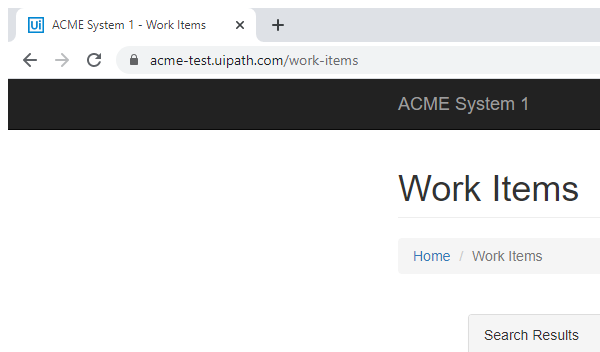 Ui ACME System 1 - Work Items
acme-test.uipath.com/work-items
ACME System 1
Work Items
Home / Work Items
Search Results